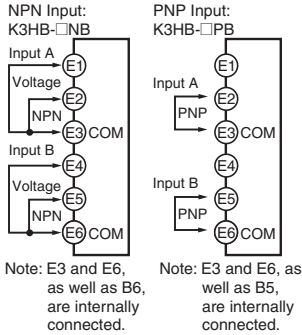 NPN Input:
K3HB-□NB
Input A
E1
Voltage
E2
NPN
E3 COM
Input B
E4
Voltage
E5
NPN
E6 COM
Note: E3 and E6,
as well as B6,
are internally
connected.
PNP Input:
K3HB-□PB
E1
Input A
E2
PNP
E3 COM
E4
Input B
E5
PNP
E6 COM
Note: E3 and E6, as
well as B5,
are internally
connected.